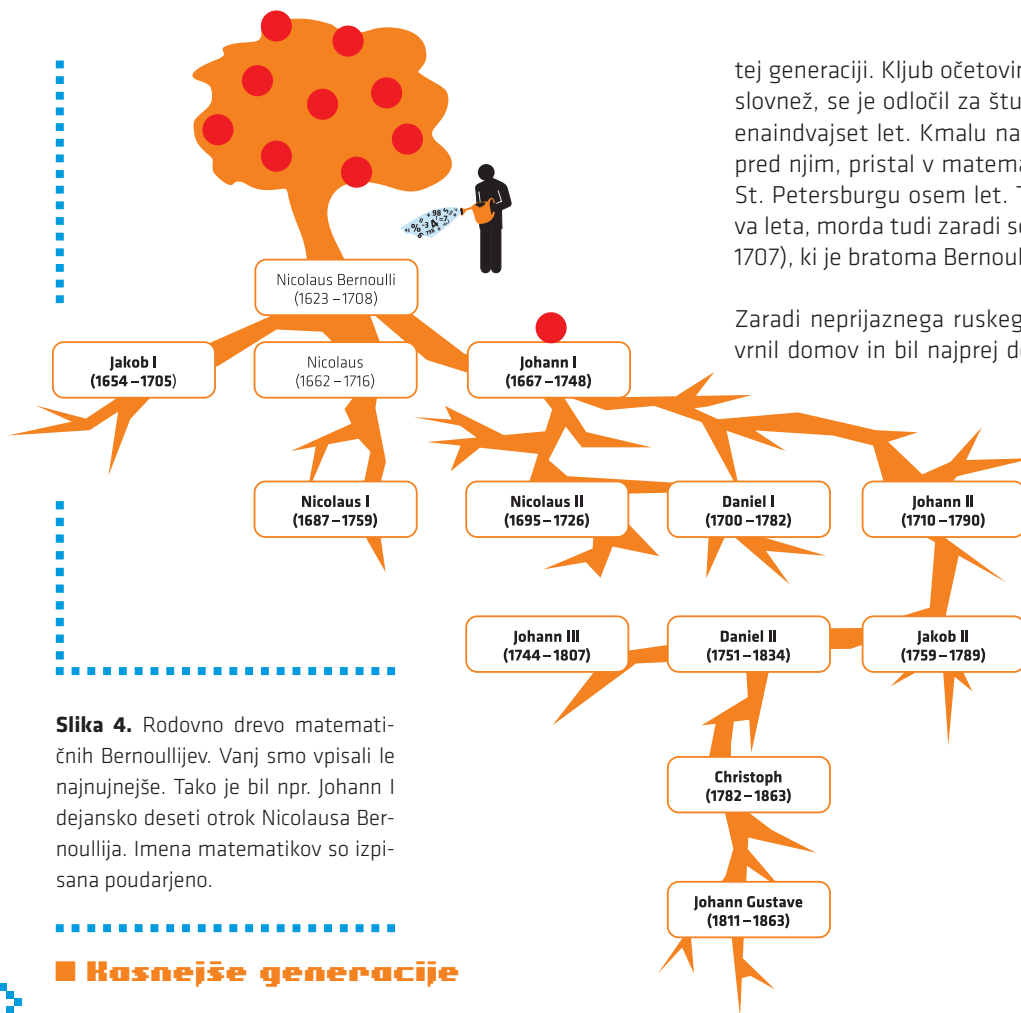 tej generaciji. Kljub očetovim
slovnež, se je odločil za štu
enaindvajset let. Kmalu na
pred njim, pristal v matema
St. Petersburgu osem let. T
va leta, morda tudi zaradi s
1707), ki je bratoma Bernoul
Zaradi neprijaznega ruskeg
vrnil domov in bil najprej d
Nicolaus Bernoulli
(1623–1708)
Jakob I
(1654–1705)
Nicolaus
(1662–1716)
Johann I
(1667–1748)
Nicolaus I
(1687–1759)
Nicolaus II
(1695–1726)
Daniel I
(1700–1782)
Johann II
(1710–1790)
Johann III
(1744–1807)
Daniel II
(1751–1834)
Jakob II
(1759–1789)
Christoph
(1782–1863)
Johann Gustave
(1811–1863)
Slika 4. Rodovno drevo matemati-
čnih Bernoullijev. Vanj smo vpisali le
najnujnejše. Tako je bil npr. Johann I
dejansko deseti otrok Nicolausa Ber-
noullija. Imena matematikov so izpi-
sana poudarjeno.
Kasnejše generacije